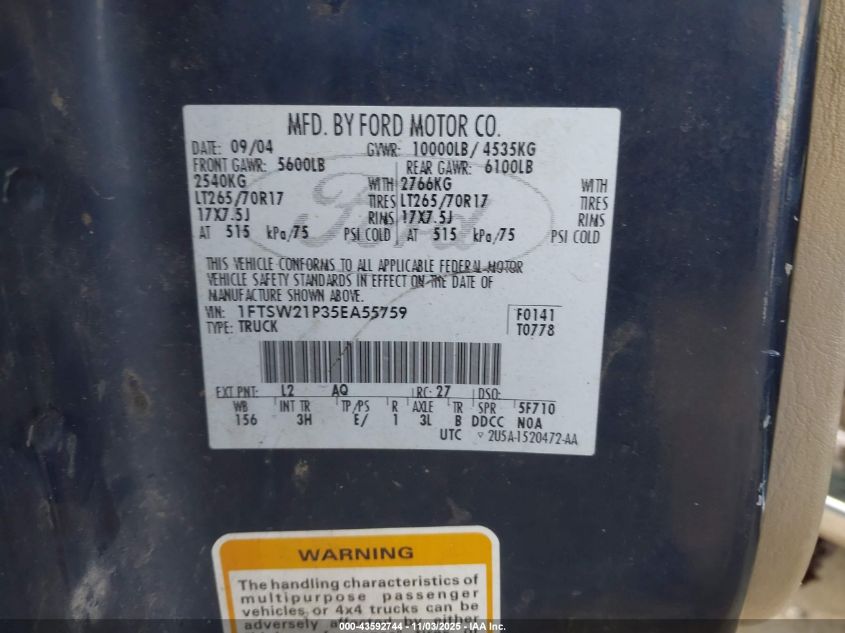 MFD. BY FORD MOTOR CO.
DATE: 09/04 GVWR: 10000LB/ 4535KG
FRONT GAWR: 5600LB REAR GAWR: 6100LB
2540KG WITH 2766KG WITH
LT265/70R17 TIRES LT265/70R17 TIRES
17X7.5J RIMS 17X7.5J RIMS
AT 515 kPa/75 PSI COLD AT 515 kPa/75 PSI COLD
Ford
THIS VEHICLE CONFORMS TO ALL APPLICABLE FEDERAL MOTOR
VEHICLE SAFETY STANDARDS IN EFFECT ON THE DATE OF
MANUFACTURE SHOWN ABOVE.
VIN: 1FTSW21P35EA55759 F0141
TYPE: TRUCK T0778
EXT PNT: L2 AQ RC: 27 DSO:
WB INT TR TP/PS R AXLE TR SPR 5F710
156 3H E/ 1 3L B DDCC NOA
UTC ▽ 2U5A-1520472-AA
WARNING
The handling characteristics of
multipurpose passenger
vehicles or 4x4 trucks can be
adversely affected by either
000-43592744 - 11/03/2025 - IAA, Inc.